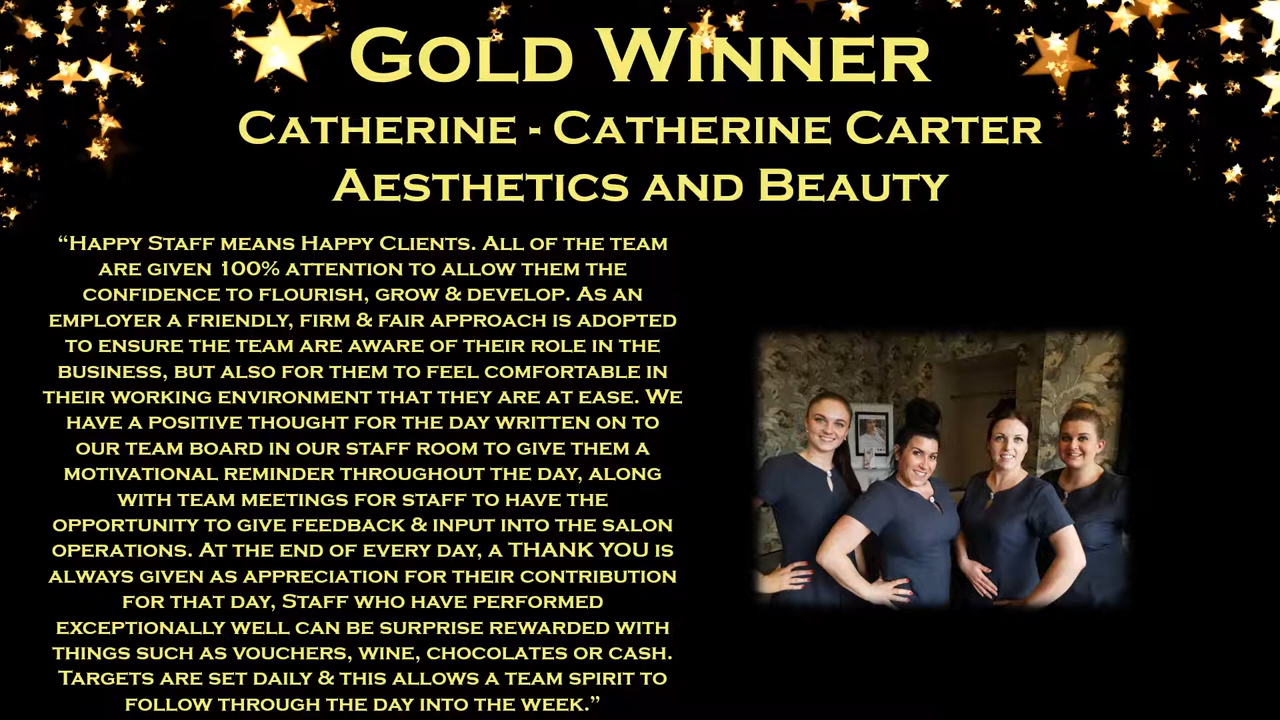 Gold Winner
Catherine - Catherine Carter
Aesthetics and Beauty
“Happy Staff means Happy Clients. All of the team
are given 100% attention to allow them the
confidence to flourish, grow & develop. As an
employer a friendly, firm & fair approach is adopted
to ensure the team are aware of their role in the
business, but also for them to feel comfortable in
their working environment that they are at ease. We
have a positive thought for the day written on to
our team board in our staff room to give them a
motivational reminder throughout the day, along
with team meetings for staff to have the
opportunity to give feedback & input into the salon
operations. At the end of every day, a THANK YOU is
always given as appreciation for their contribution
for that day, Staff who have performed
exceptionally well can be surprise rewarded with
things such as vouchers, wine, chocolates or cash.
Targets are set daily & this allows a team spirit to
follow through the day into the week.”